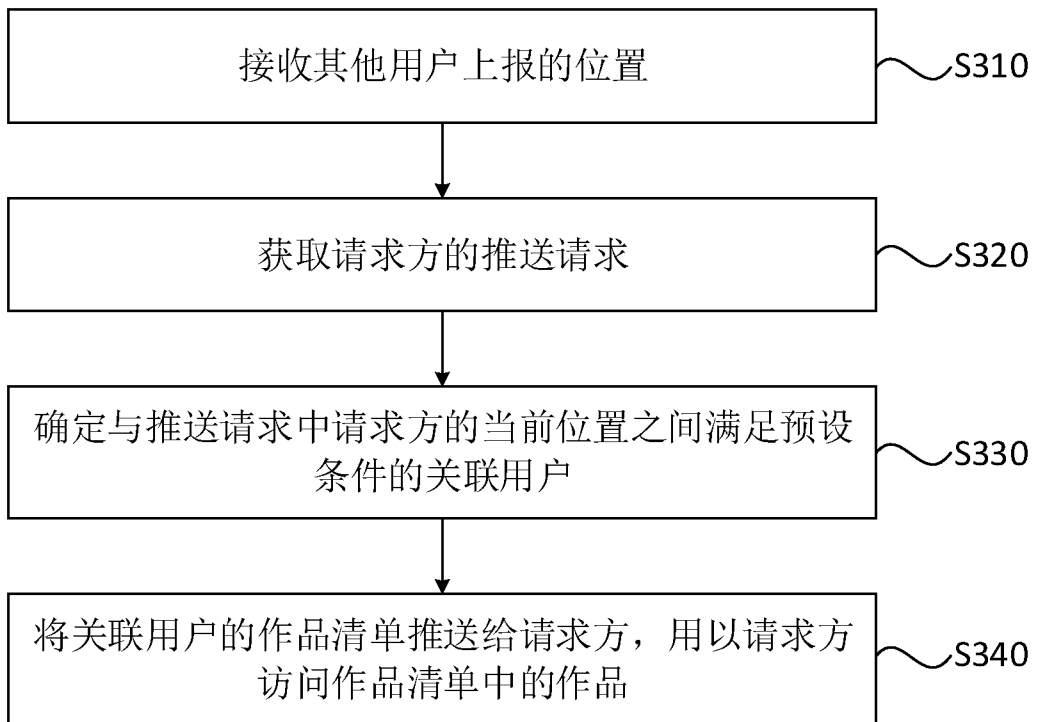 接收其他用户上报的位置
S310
获取请求方的推送请求
S320
确定与推送请求中请求方的当前位置之间满足预设
条件的关联用户
S330
将关联用户的作品清单推送给请求方，用以请求方
访问作品清单中的作品
S340